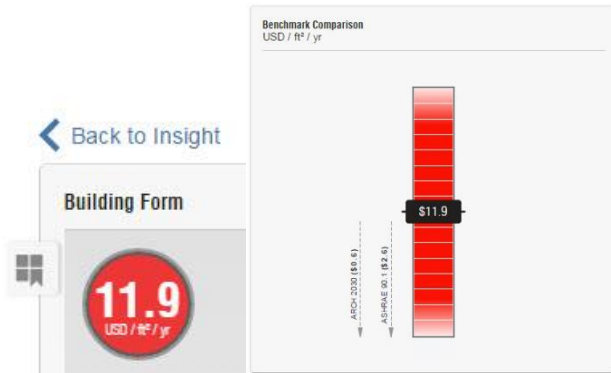 Back to Insight
Building Form
11.9
USD / ft² / yr
Benchmark Comparison
USD / ft² / yr
$11.9
ARCH 2030 ($0.6)
ASHRAE 90.1 ($2.6)